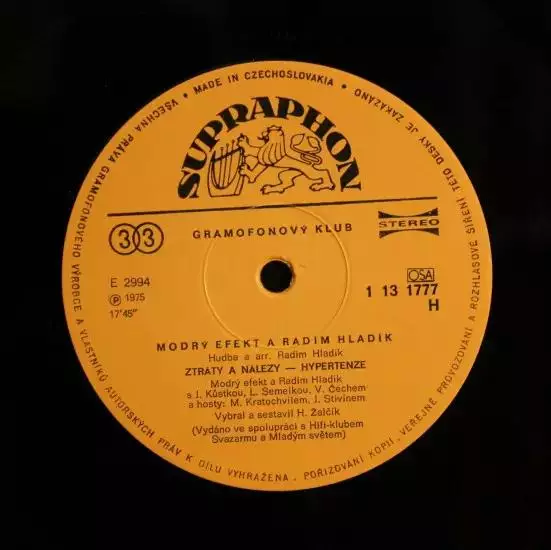 VŠECHNA PRÁVA GRAMOFONOVÉHO VÝROBCE A VLASTNÍKŮ AUTORSKÝCH PRÁV K DÍLU VYHRAŽENA. POŘIZOVÁNÍ KOPIÍ, VEŘEJNÉ PROVOZOVÁNÍ A ROZHLASOVÉ ŠÍŘENÍ TÉTO DESKY JE ZAKÁZÁNO
• MADE IN CZECHOSLOVAKIA •
SUPRAPHON
33
GRAMOFONOVÝ KLUB
STEREO
E 2994
Ⓟ 1975
17'45"
OSA
1 13 1777
H
MODRÝ EFEKT A RADIM HLADÍK
Hudba a arr. Radim Hladík
ZTRÁTY A NÁLEZY — HYPERTENZE
Modrý efekt a Radim Hladík
s J. Kůstkou, L. Semelkou, V. Čechem
a hosty: M. Kratochvílem, J. Stivínem
Vybral a sestavil H. Zalčík
(Vydáno ve spolupráci s Hifi-klubem
Svazarmu a Mladým světem)